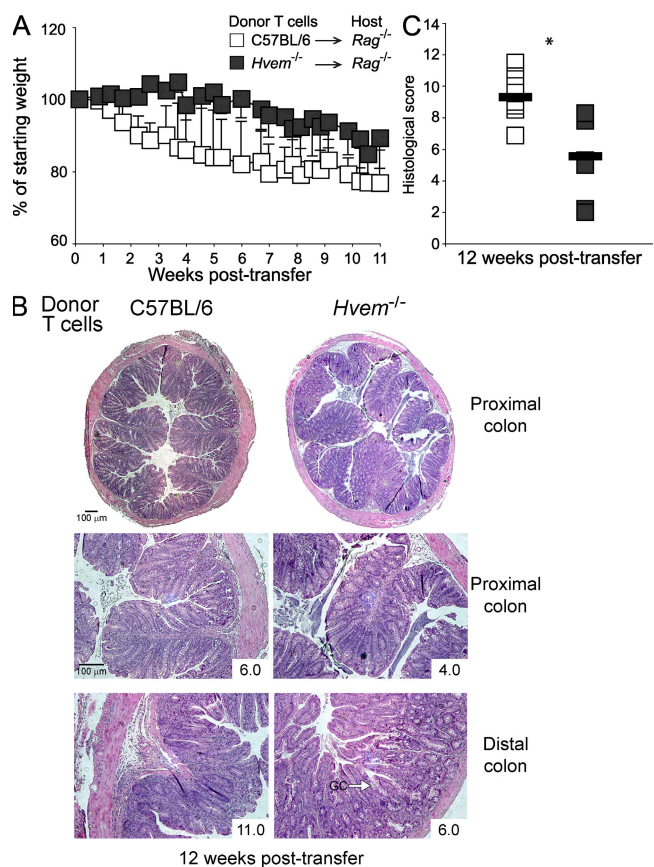 A
Donor T cells Host
C57BL/6 → Rag-/-
Hvem-/- → Rag-/-
% of starting weight
120
100
80
60
0 1 2 3 4 5 6 7 8 9 10 11
Weeks post-transfer
C
*
Histological score
14
12
10
8
6
4
2
0
12 weeks post-transfer
B
Donor
T cells
C57BL/6
Hvem-/-
100 μm
Proximal
colon
100 μm
6.0
4.0
Proximal
colon
11.0
GC
6.0
Distal
colon
12 weeks post-transfer